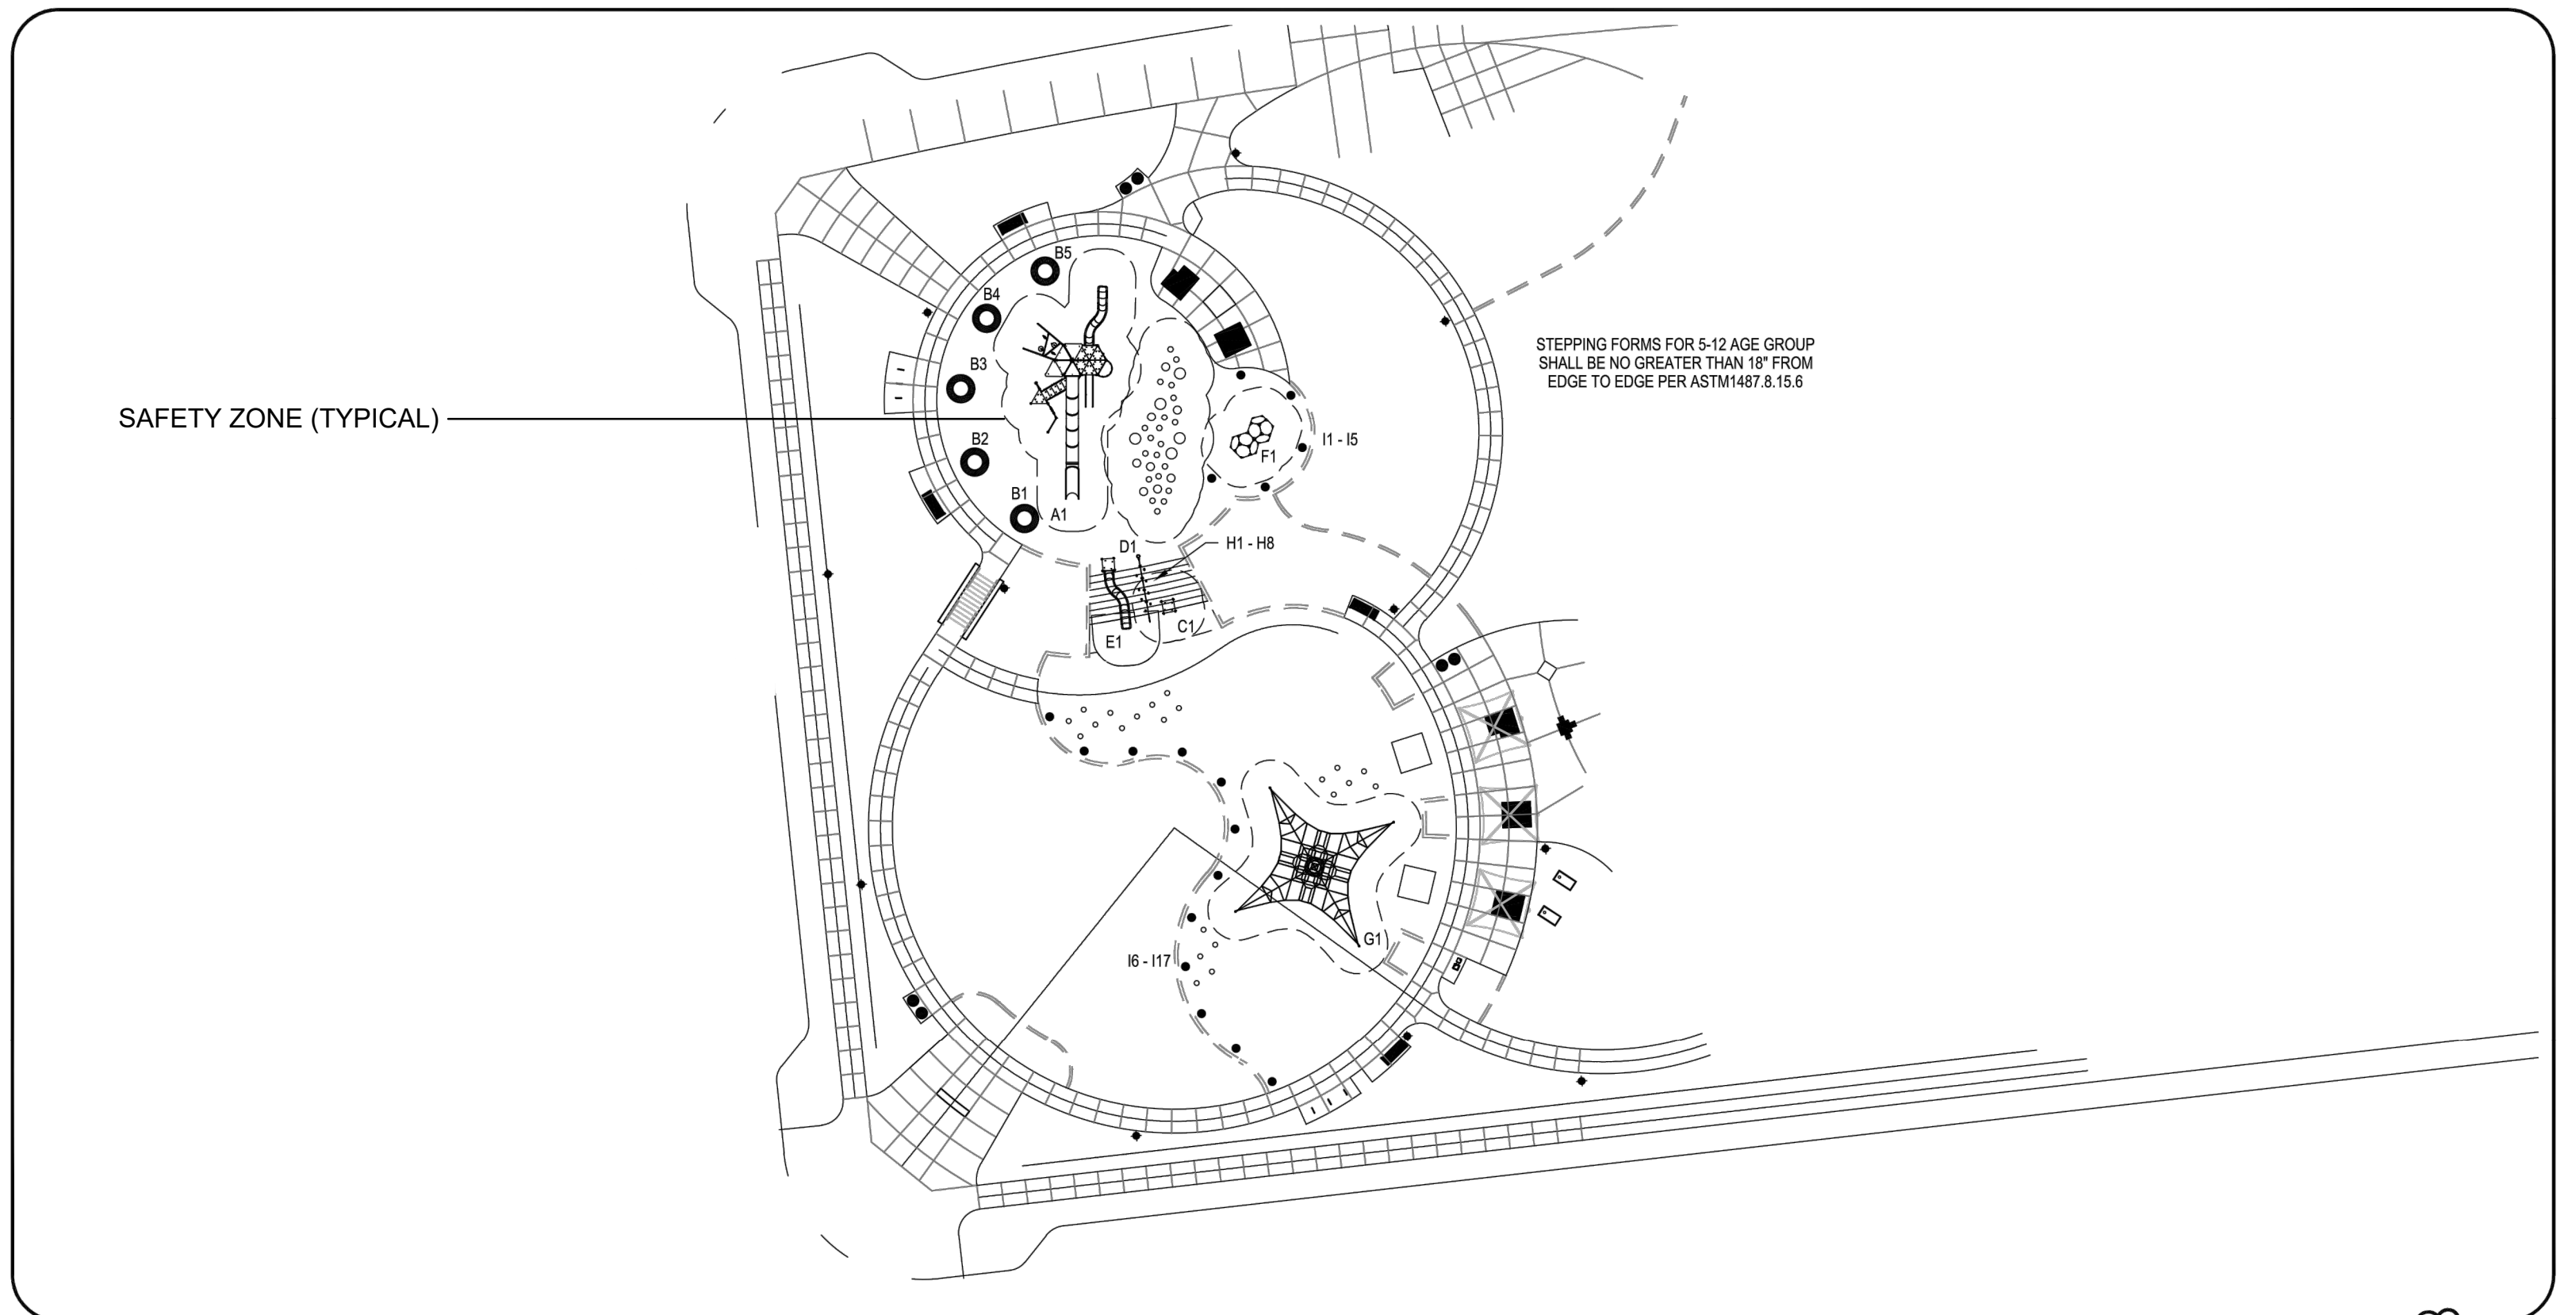 B5
B4
STEPPING FORMS FOR 5-12 AGE GROUP
SHALL BE NO GREATER THAN 18" FROM
EDGE TO EDGE PER ASTM1487.8.15.6
B3
SAFETY ZONE (TYPICAL)
B2
I1 - I5
F1
B1
A1
D1
H1 - H8
C1
E1
G1
I6 - I17